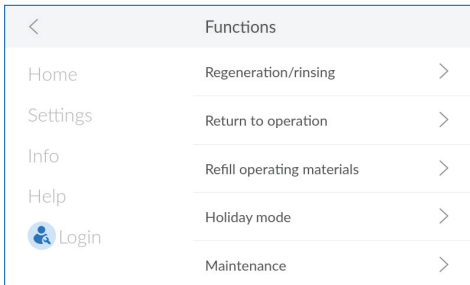 Functions
Home
Settings
Info
Help
Login
Regeneration/rinsing
Return to operation
Refill operating materials
Holiday mode
Maintenance